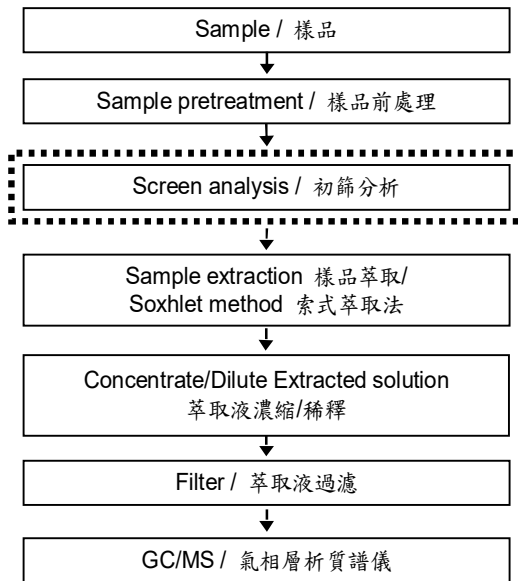 Sample / 樣品
Sample pretreatment / 樣品前處理
Screen analysis / 初篩分析
Sample extraction 樣品萃取/
Soxhlet method 索式萃取法
Concentrate/Dilute Extracted solution
萃取液濃縮/稀釋
Filter / 萃取液過濾
GC/MS / 氣相層析質譜儀